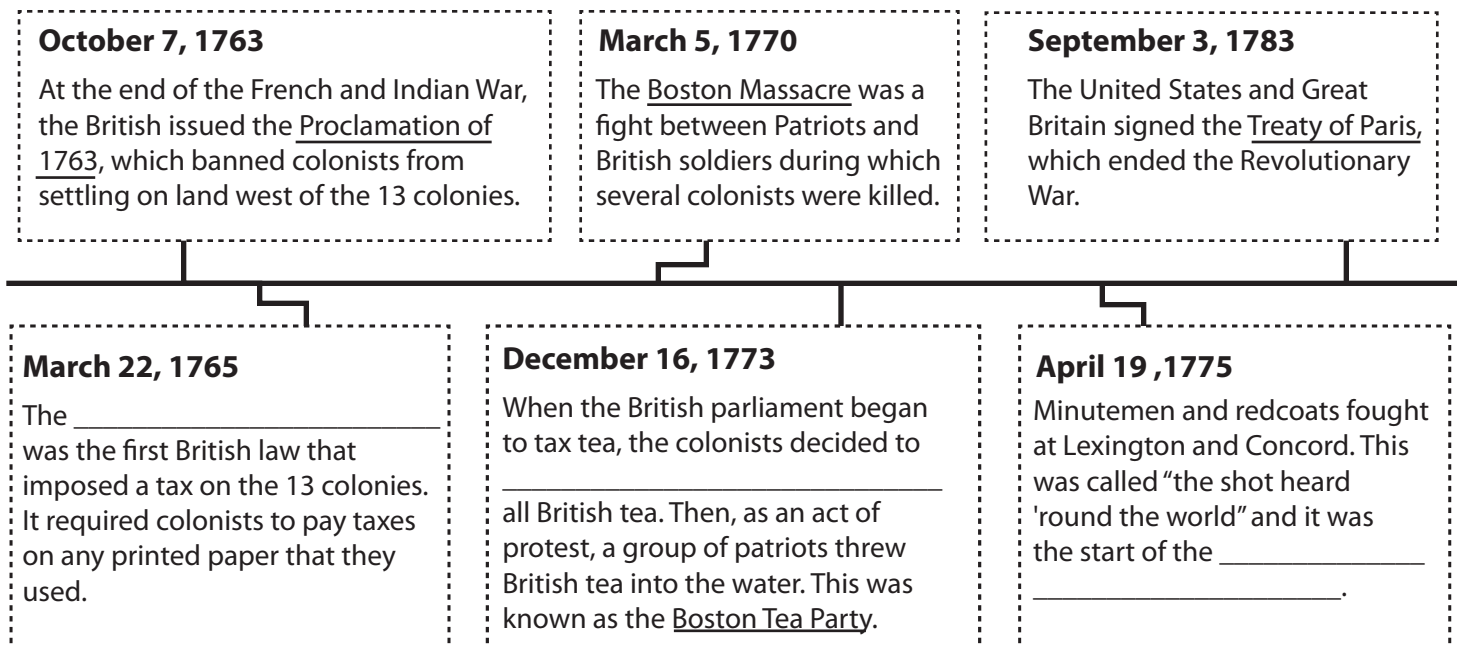 October 7, 1763
At the end of the French and Indian War,
the British issued the Proclamation of
1763, which banned colonists from
settling on land west of the 13 colonies.
March 5, 1770
The Boston Massacre was a
fight between Patriots and
British soldiers during which
several colonists were killed.
September 3, 1783
The United States and Great
Britain signed the Treaty of Paris,
which ended the Revolutionary
War.
March 22, 1765
The ____________________________
was the first British law that
imposed a tax on the 13 colonies.
It required colonists to pay taxes
on any printed paper that they
used.
December 16, 1773
When the British parliament began
to tax tea, the colonists decided to
_________________________________
all British tea. Then, as an act of
protest, a group of patriots threw
British tea into the water. This was
known as the Boston Tea Party.
April 19 ,1775
Minutemen and redcoats fought
at Lexington and Concord. This
was called “the shot heard
'round the world” and it was
the start of the _______________
_______________________.